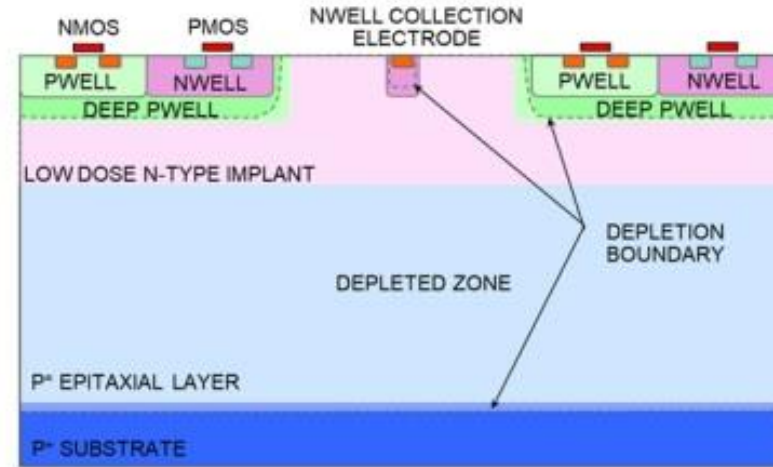 NMOS
PMOS
NWELL COLLECTION
ELECTRODE
PWELL
NWELL
PWELL
NWELL
DEEP PWELL
DEEP PWELL
LOW DOSE N-TYPE IMPLANT
DEPLETION
BOUNDARY
DEPLETED ZONE
P⁼ EPITAXIAL LAYER
P⁺ SUBSTRATE